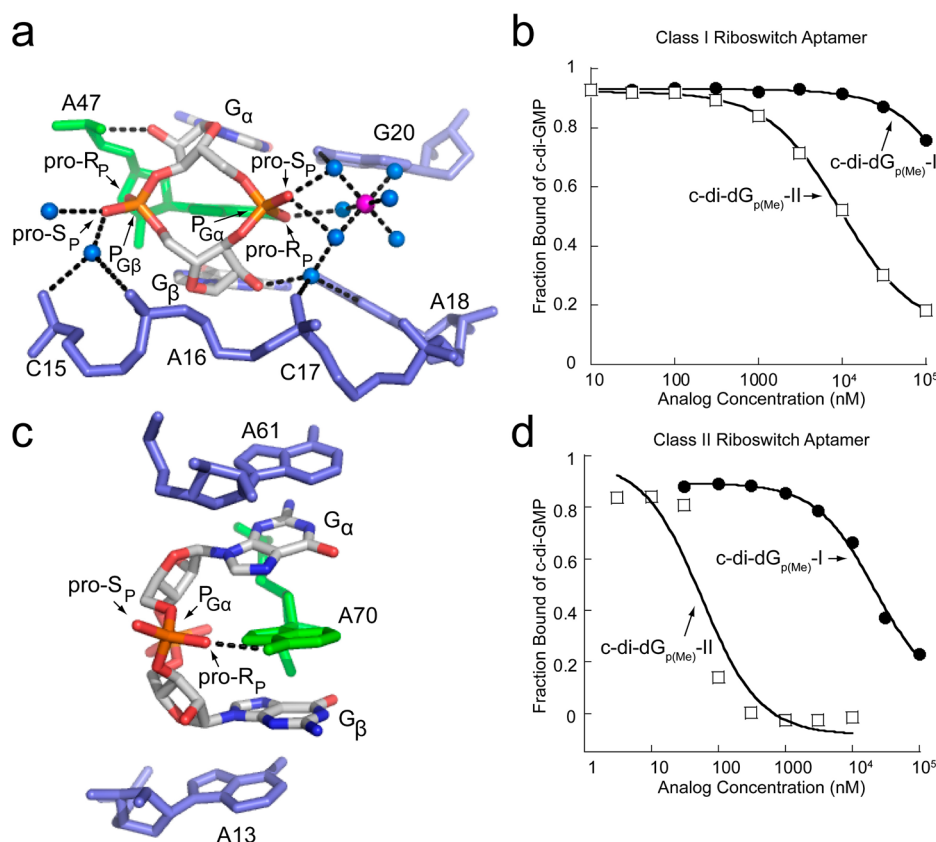 a
A47
Gα
G20
pro-RP
pro-SP
pro-SP
PGβ
PGα
pro-RP
Gβ
A18
C15
A16
C17
b
Class I Riboswitch Aptamer
Fraction Bound of c-di-GMP
1
0.8
0.6
0.4
0.2
0
c-di-dGp(Me)-I
c-di-dGp(Me)-II
10 100 1000 10⁴ 10⁵
Analog Concentration (nM)
c
A61
Gα
pro-SP
PGα
A70
pro-RP
Gβ
A13
d
Class II Riboswitch Aptamer
Fraction Bound of c-di-GMP
1
0.8
0.6
0.4
0.2
0
c-di-dGp(Me)-I
c-di-dGp(Me)-II
1 10 100 1000 10⁴ 10⁵
Analog Concentration (nM)